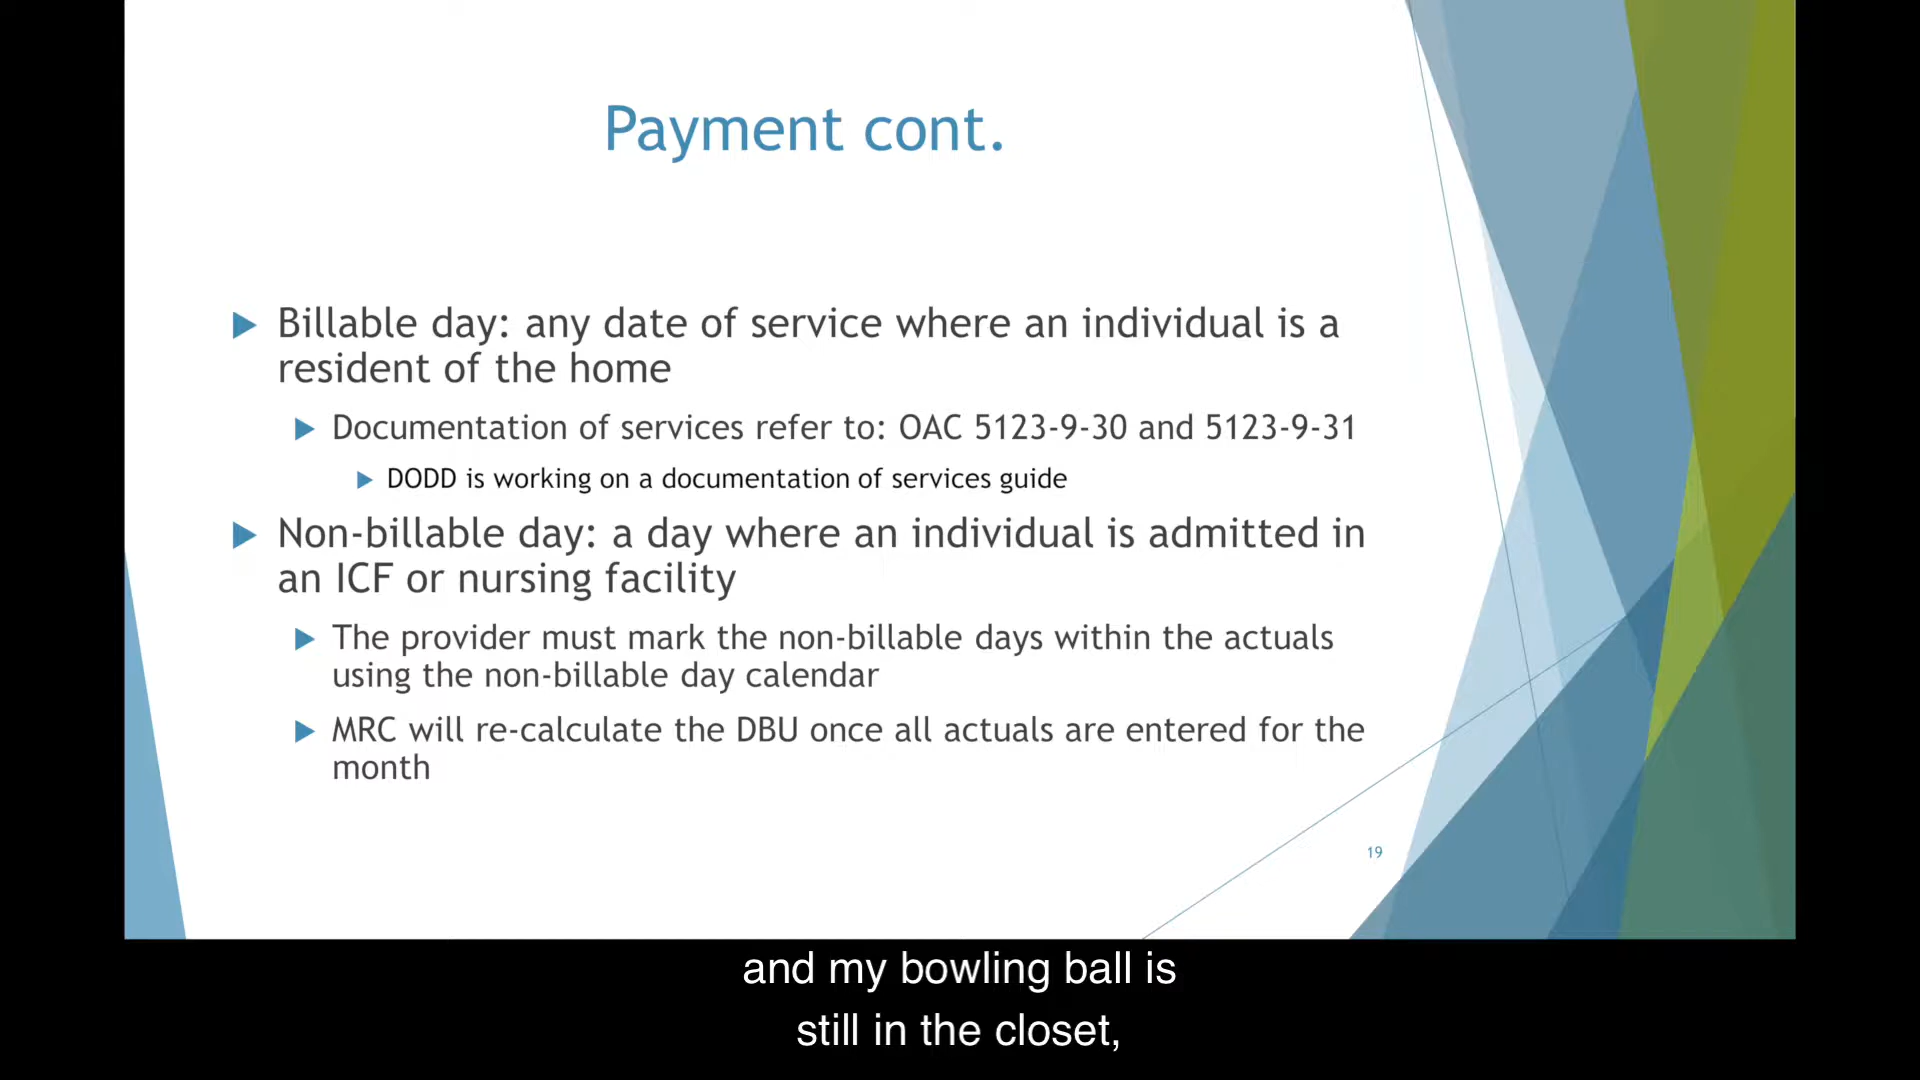 Payment cont.
Billable day: any date of service where an individual is a
resident of the home
Documentation of services refer to: OAC 5123-9-30 and 5123-9-31
DODD is working on a documentation of services guide
Non-billable day: a day where an individual is admitted in
an ICF or nursing facility
The provider must mark the non-billable days within the actuals
using the non-billable day calendar
MRC will re-calculate the DBU once all actuals are entered for the
month
19
and my bowling ball is
still in the closet,